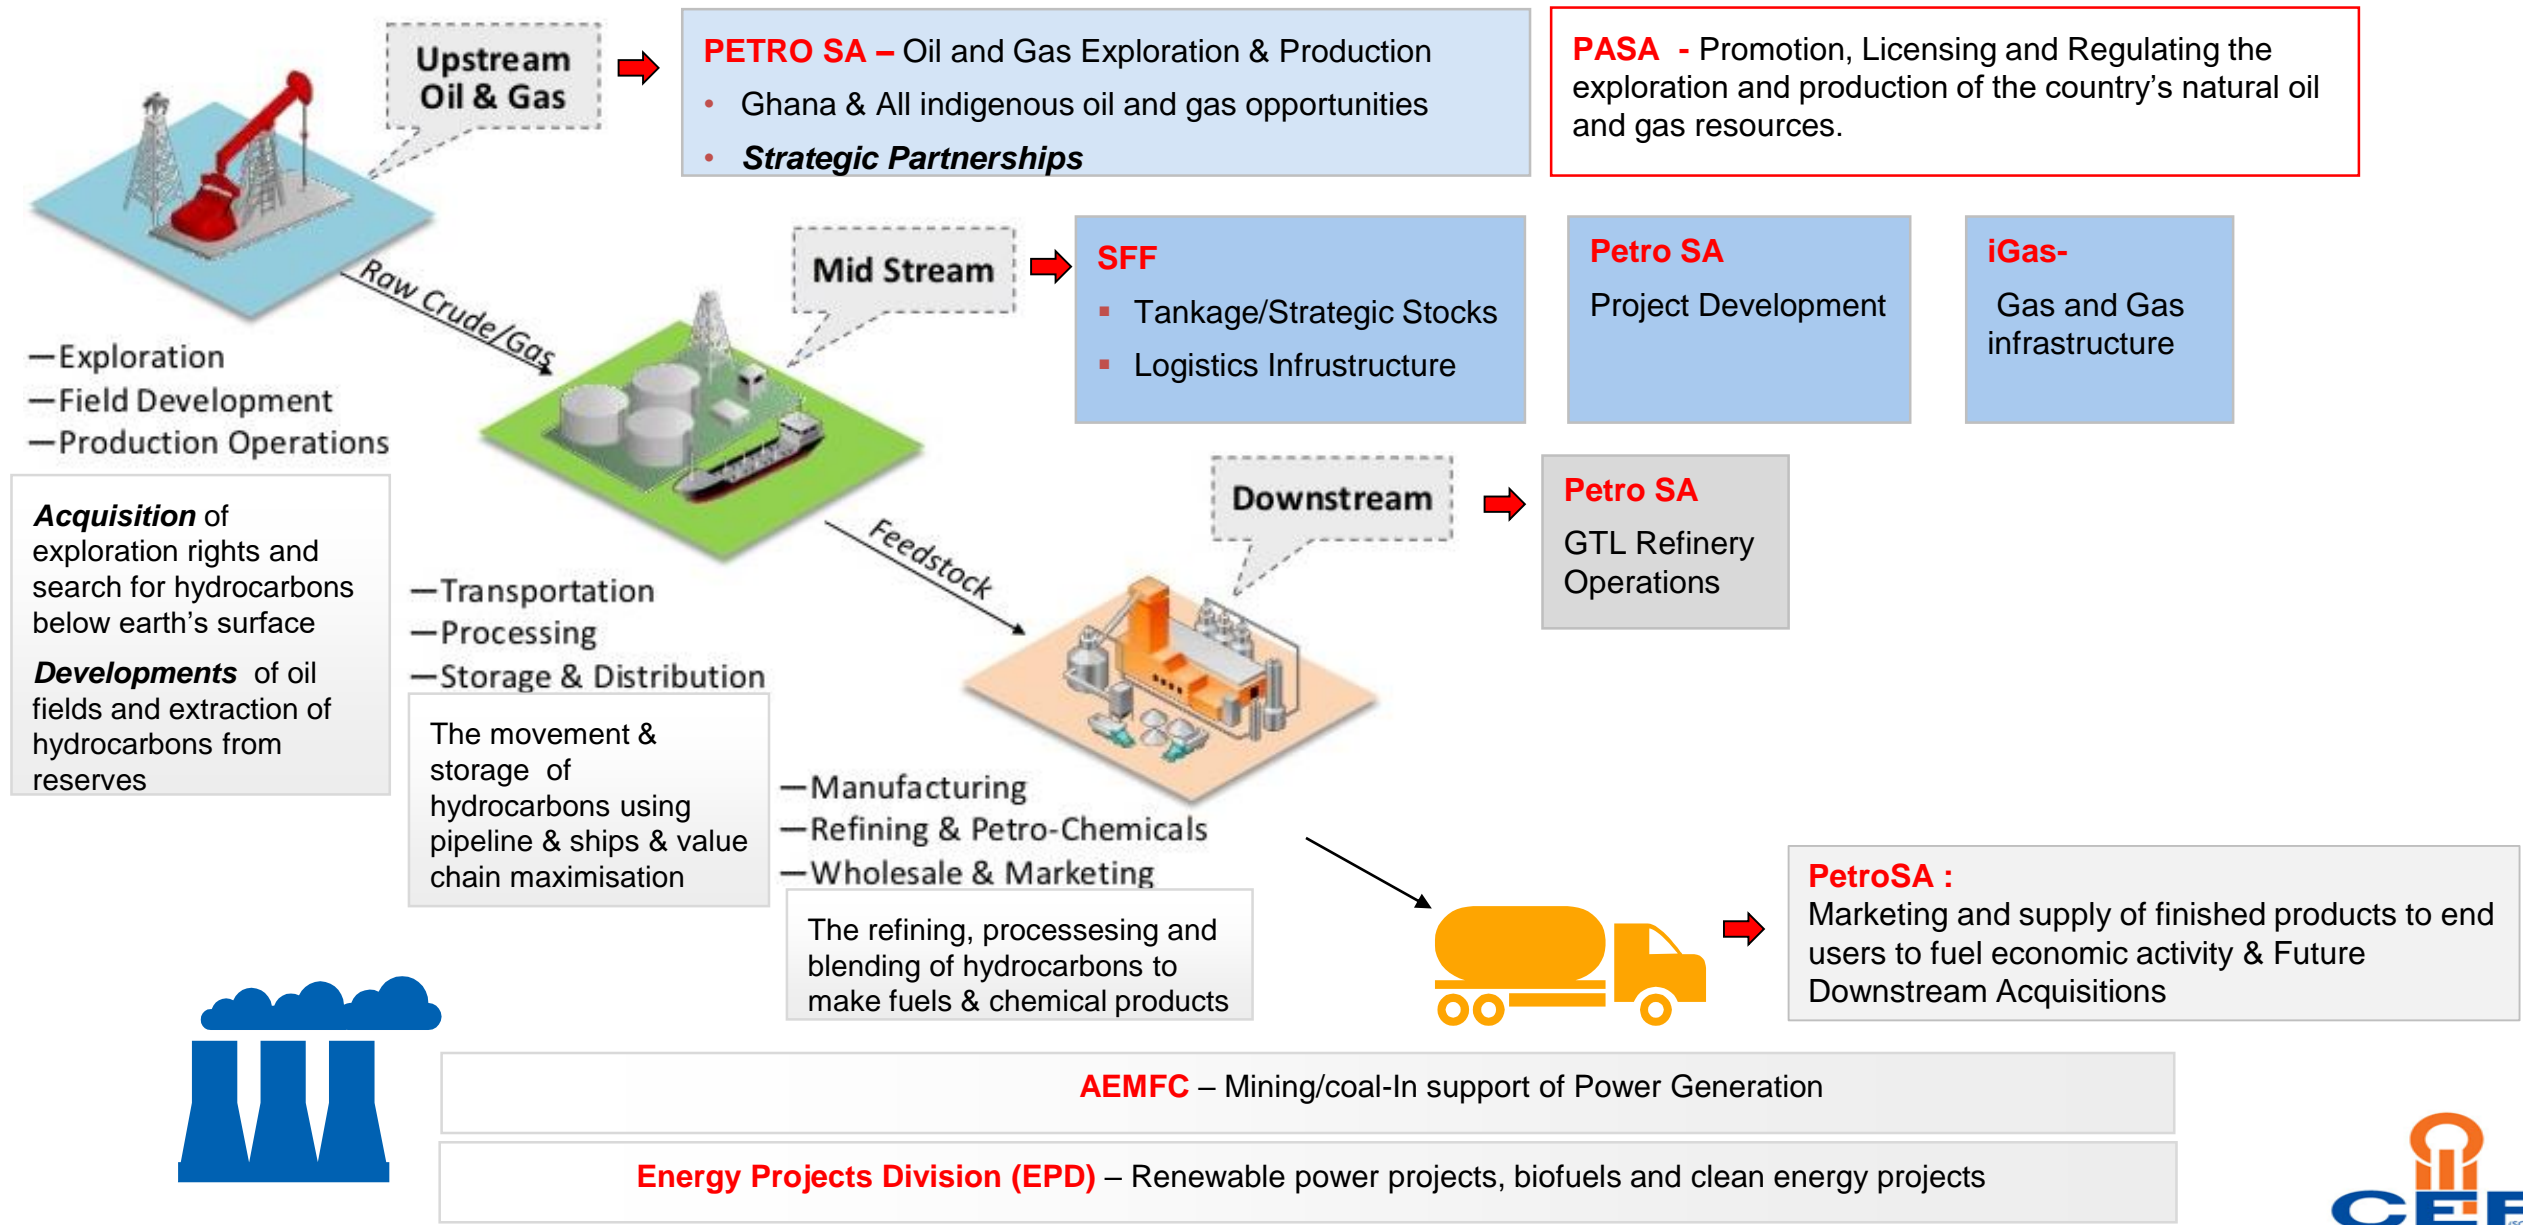 Upstream
Oil & Gas
PETRO SA – Oil and Gas Exploration & Production
• Ghana & All indigenous oil and gas opportunities
• Strategic Partnerships
PASA - Promotion, Licensing and Regulating the
exploration and production of the country's natural oil
and gas resources.
Raw Crude/Gas
—Exploration
—Field Development
—Production Operations
Mid Stream
SFF
▪ Tankage/Strategic Stocks
▪ Logistics Infrustructure
Petro SA
Project Development
iGas-
Gas and Gas
infrastructure
Acquisition of
exploration rights and
search for hydrocarbons
below earth's surface
Developments of oil
fields and extraction of
hydrocarbons from
reserves
Feedstock
—Transportation
—Processing
—Storage & Distribution
The movement &
storage of
hydrocarbons using
pipeline & ships & value
chain maximisation
Downstream
Petro SA
GTL Refinery
Operations
—Manufacturing
—Refining & Petro-Chemicals
—Wholesale & Marketing
The refining, processesing and
blending of hydrocarbons to
make fuels & chemical products
PetroSA :
Marketing and supply of finished products to end
users to fuel economic activity & Future
Downstream Acquisitions
AEMFC – Mining/coal-In support of Power Generation
Energy Projects Division (EPD) – Renewable power projects, biofuels and clean energy projects
CEF